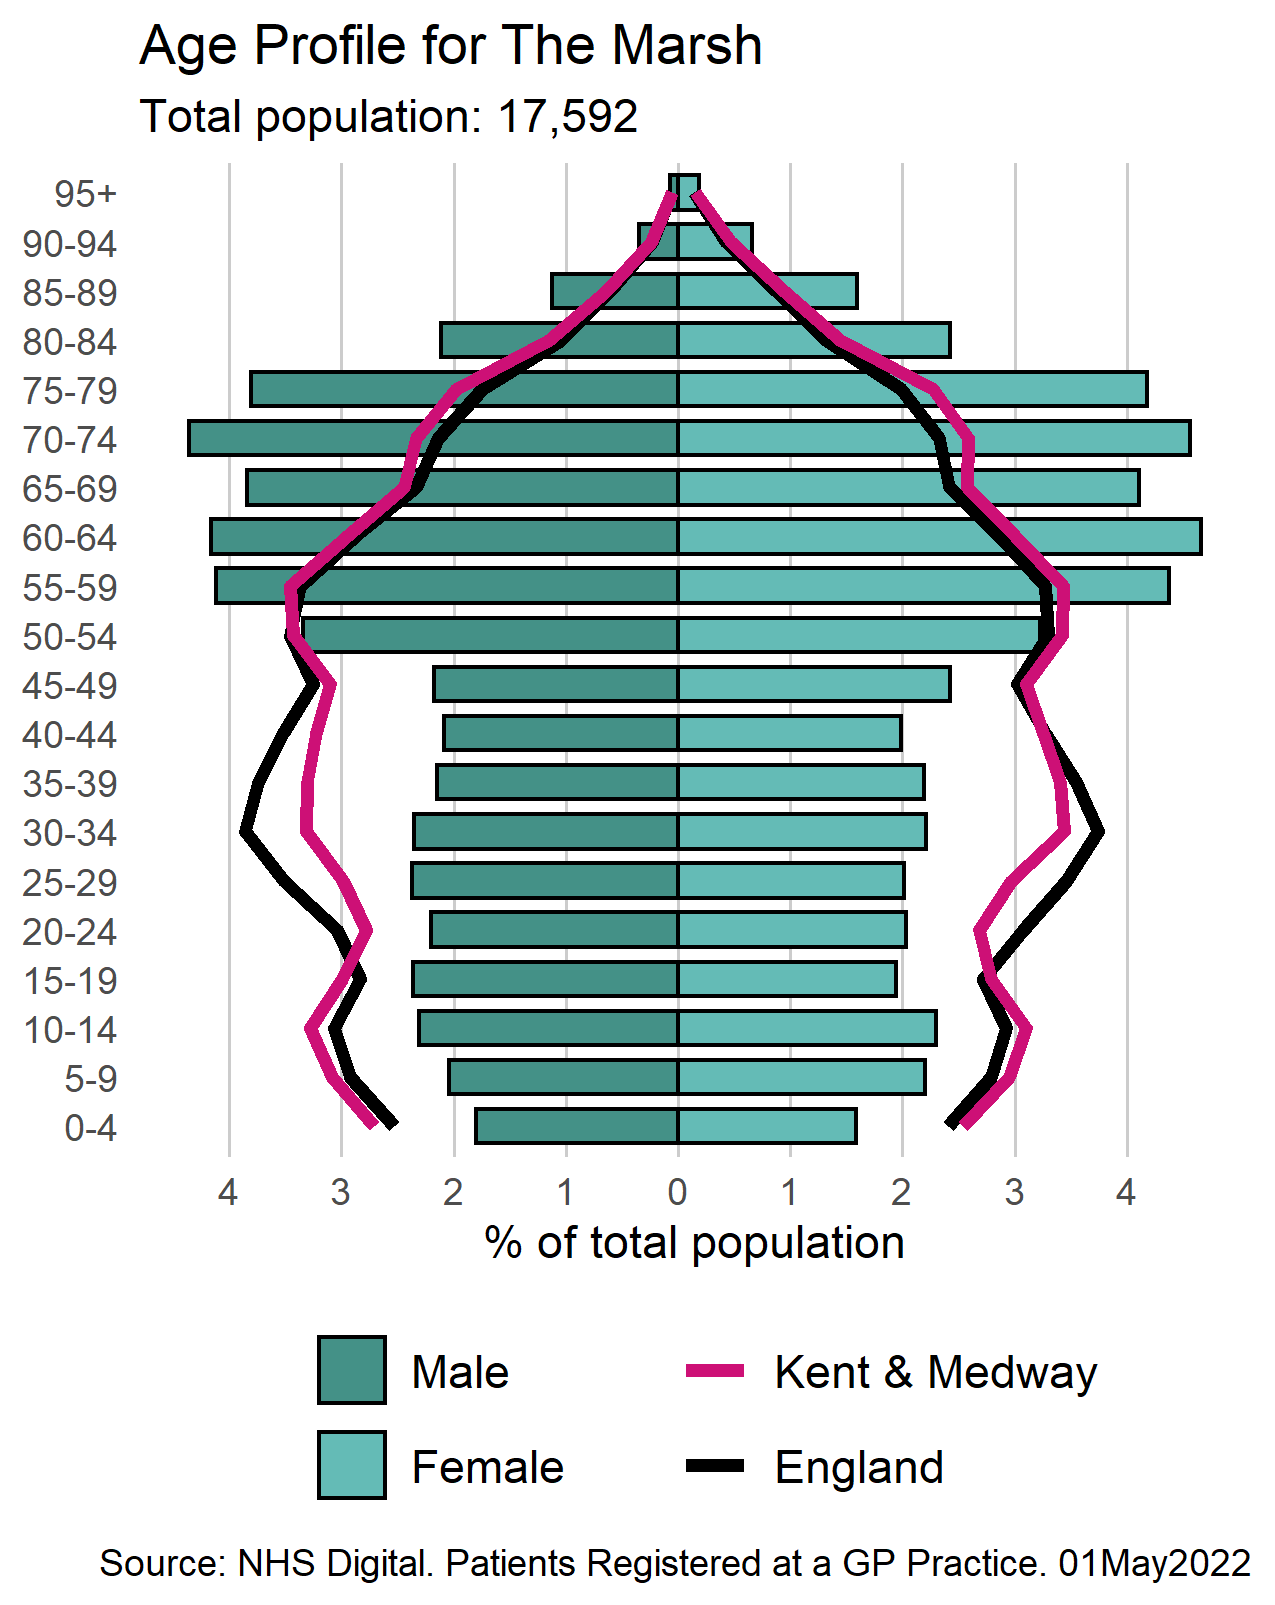 Age Profile for The Marsh
Total population: 17,592
95+
90-94
85-89
80-84
75-79
70-74
65-69
60-64
55-59
50-54
45-49
40-44
35-39
30-34
25-29
20-24
15-19
10-14
5-9
0-4
4 3 2 1 0 1 2 3 4
% of total population
Male Kent & Medway
Female England
Source: NHS Digital. Patients Registered at a GP Practice. 01May2022